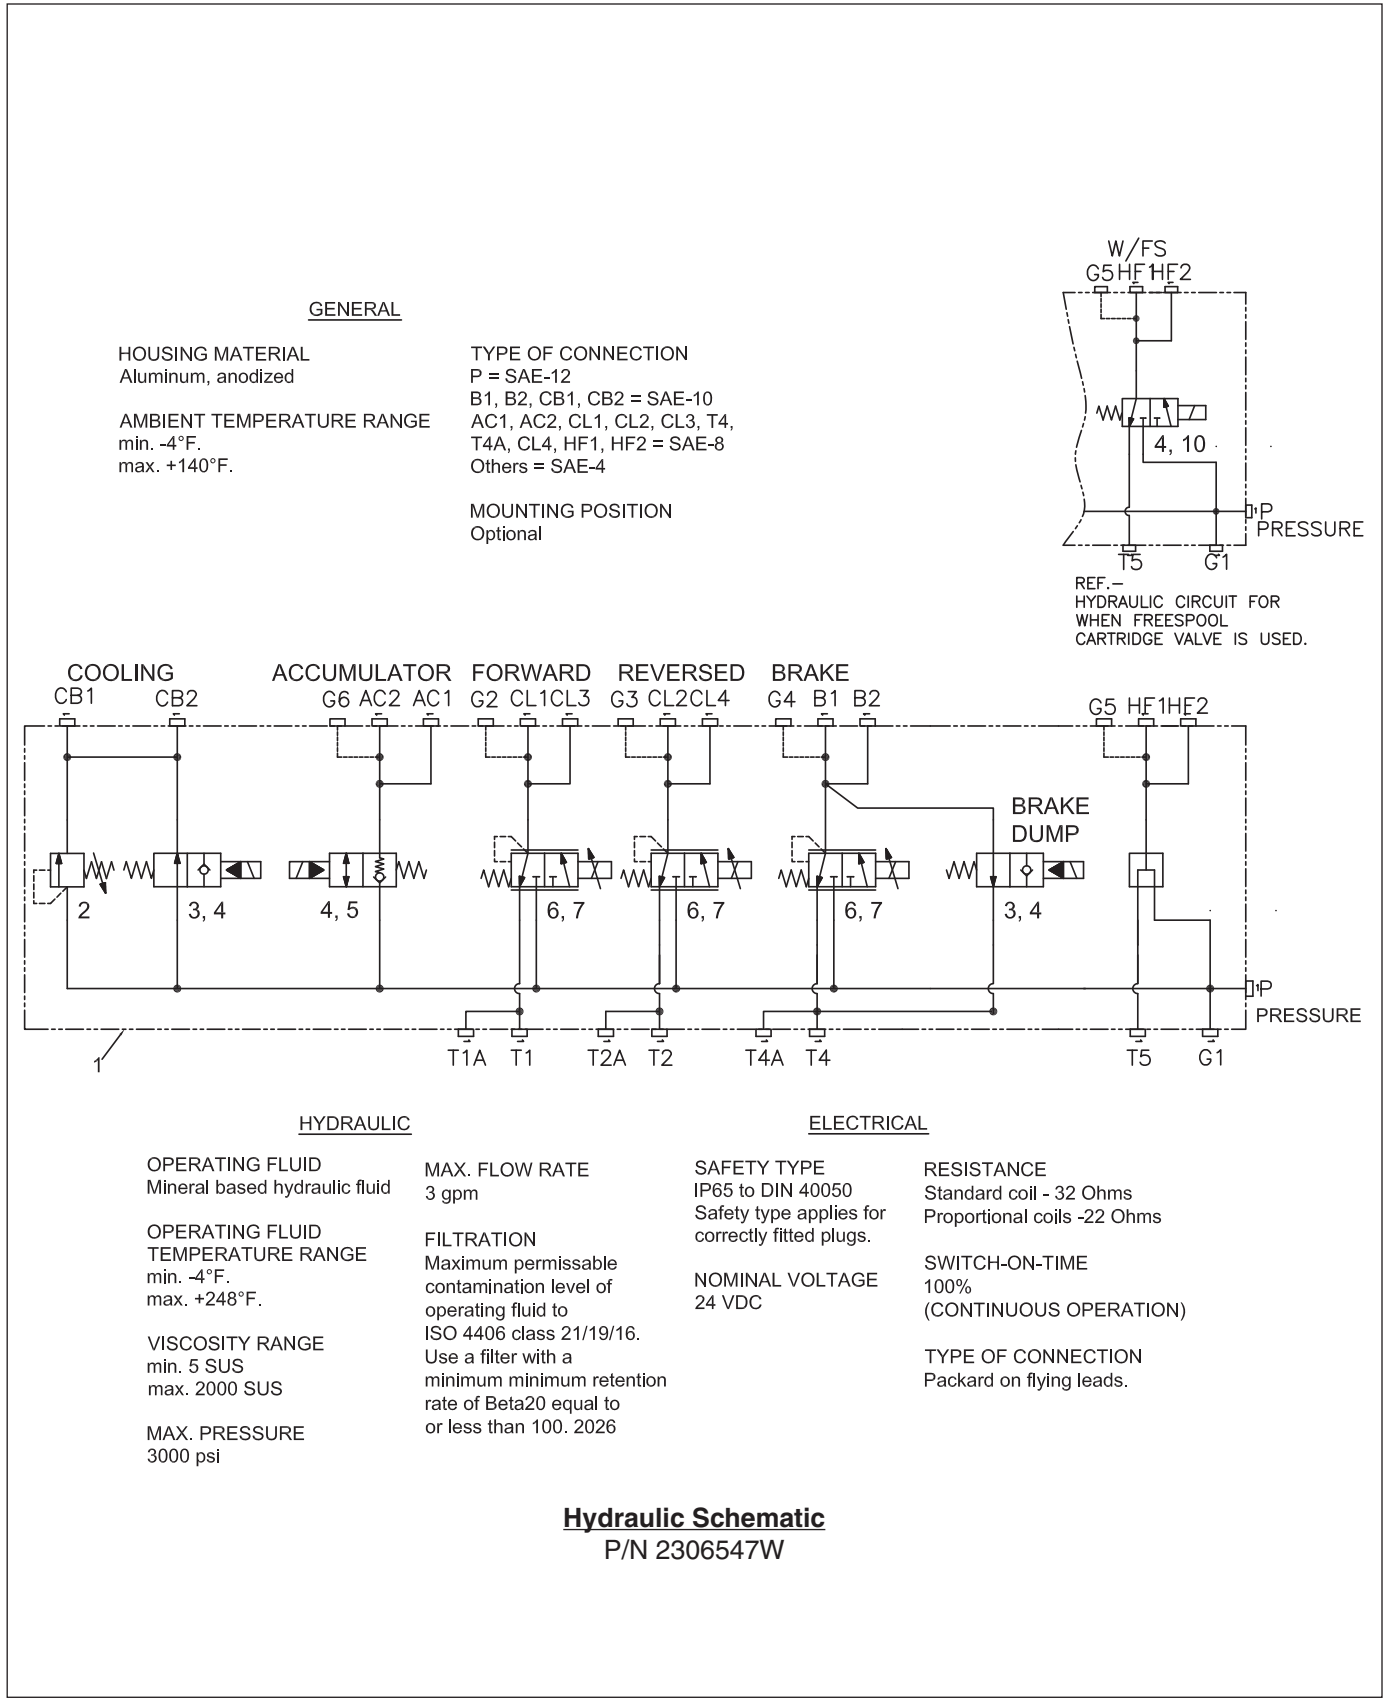 W/FS
G5 HF1 HF2
4, 10
P
PRESSURE
T5 G1
REF.–
HYDRAULIC CIRCUIT FOR
WHEN FREESPOOL
CARTRIDGE VALVE IS USED.
GENERAL
HOUSING MATERIAL
Aluminum, anodized
AMBIENT TEMPERATURE RANGE
min. -4°F.
max. +140°F.
TYPE OF CONNECTION
P = SAE-12
B1, B2, CB1, CB2 = SAE-10
AC1, AC2, CL1, CL2, CL3, T4,
T4A, CL4, HF1, HF2 = SAE-8
Others = SAE-4
MOUNTING POSITION
Optional
COOLING ACCUMULATOR FORWARD REVERSED BRAKE
CB1 CB2 G6 AC2 AC1 G2 CL1 CL3 G3 CL2 CL4 G4 B1 B2 G5 HF1 HF2
BRAKE
DUMP
2 3, 4 4, 5 6, 7 6, 7 6, 7 3, 4
P
PRESSURE
1
T1A T1 T2A T2 T4A T4 T5 G1
HYDRAULIC
OPERATING FLUID
Mineral based hydraulic fluid
OPERATING FLUID
TEMPERATURE RANGE
min. -4°F.
max. +248°F.
VISCOSITY RANGE
min. 5 SUS
max. 2000 SUS
MAX. PRESSURE
3000 psi
MAX. FLOW RATE
3 gpm
FILTRATION
Maximum permissable
contamination level of
operating fluid to
ISO 4406 class 21/19/16.
Use a filter with a
minimum minimum retention
rate of Beta20 equal to
or less than 100. 2026
ELECTRICAL
SAFETY TYPE
IP65 to DIN 40050
Safety type applies for
correctly fitted plugs.
NOMINAL VOLTAGE
24 VDC
RESISTANCE
Standard coil - 32 Ohms
Proportional coils -22 Ohms
SWITCH-ON-TIME
100%
(CONTINUOUS OPERATION)
TYPE OF CONNECTION
Packard on flying leads.
Hydraulic Schematic
P/N 2306547W